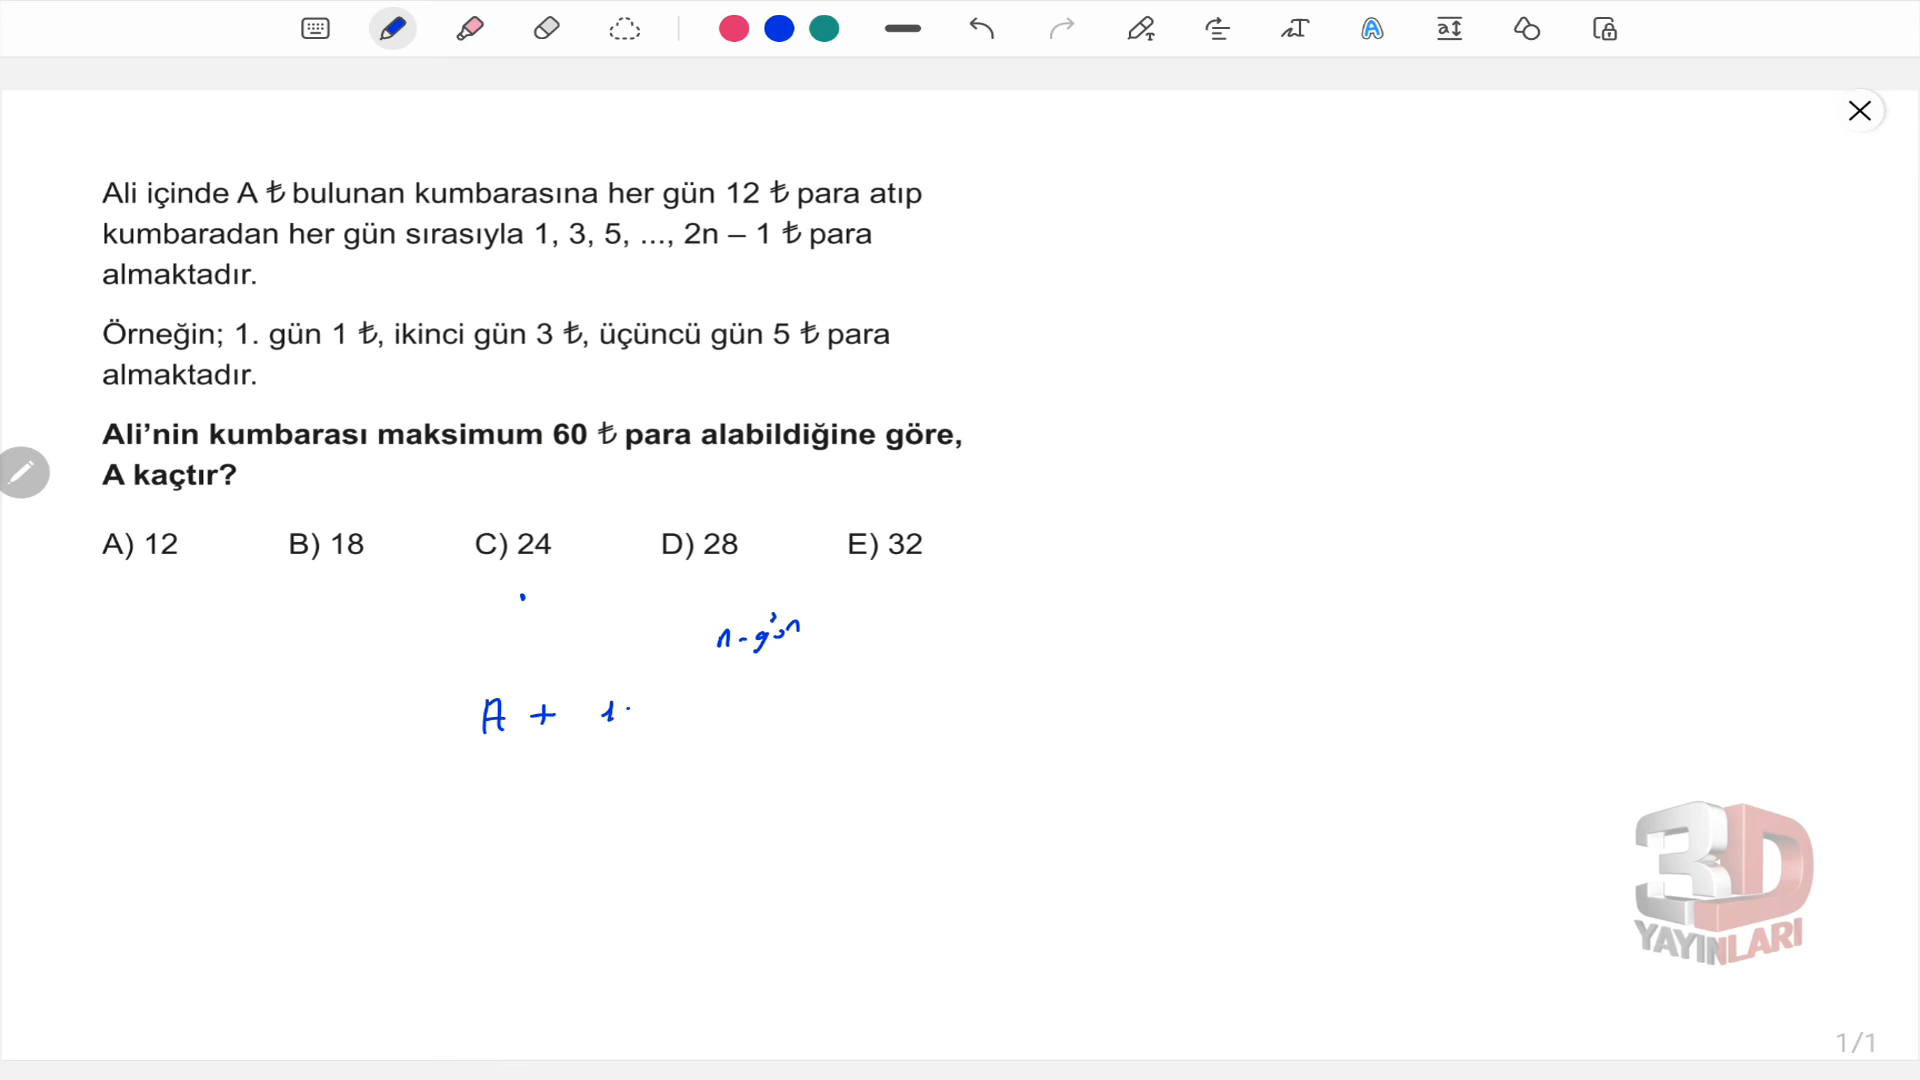 Ali içinde A ₺ bulunan kumbarasına her gün 12 ₺ para atıp
kumbaradan her gün sırasıyla 1, 3, 5, ..., 2n – 1 ₺ para
almaktadır.
Örneğin; 1. gün 1 ₺, ikinci gün 3 ₺, üçüncü gün 5 ₺ para
almaktadır.
Ali’nin kumbarası maksimum 60 ₺ para alabildiğine göre,
A kaçtır?
A) 12 B) 18 C) 24 D) 28 E) 32
n-gün
A + 1
3D
YAYINLARI
1/1